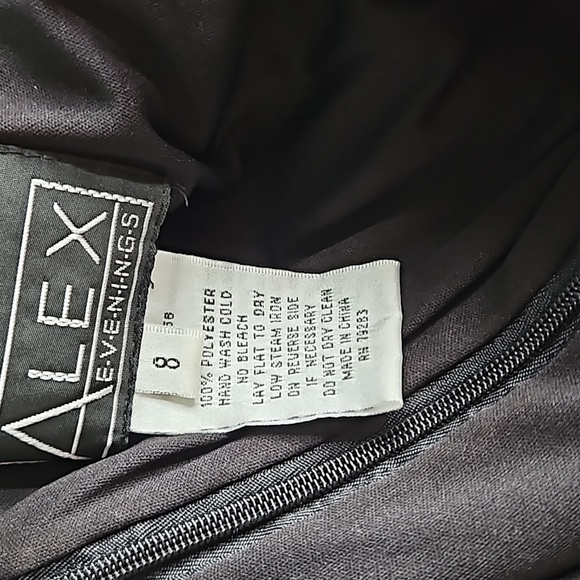 ALEX
E·V·E·N·I·N·G·S
8
100% POLYESTER
HAND WASH COLD
NO BLEACH
LAY FLAT TO DRY
LOW STEAM IRON
ON REVERSE SIDE
IF NECESSARY
DO NOT DRY CLEAN
MADE IN CHINA
RN 79283